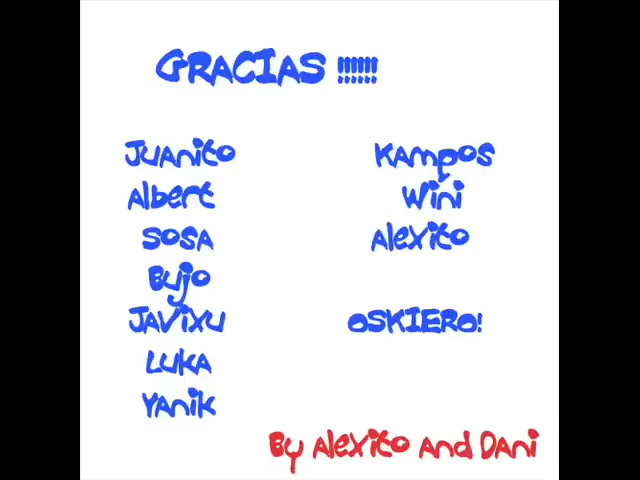 GRACIAS !!!!!!
Juanito
Albert
Sosa
Bujo
Javixu
Luka
Yanik
Kampos
Wini
Alexito
OSKIERO!
By Alexito and Dani